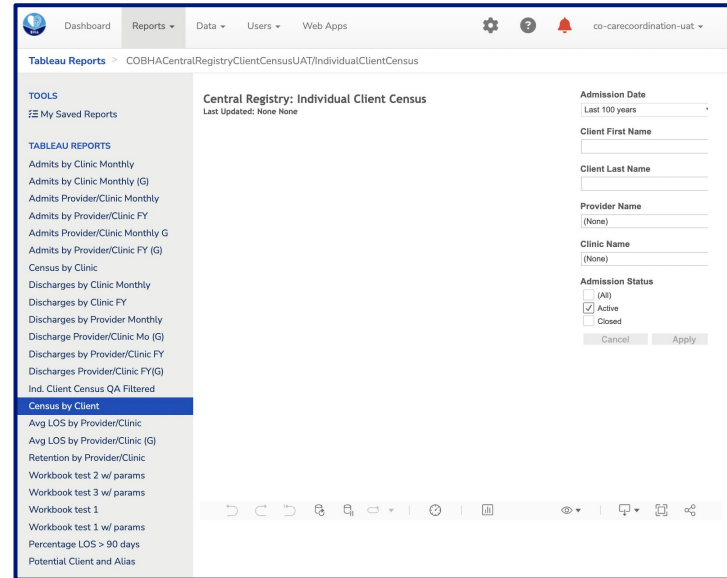 Dashboard Reports Data Users Web Apps co-carecoordination-uat
Tableau Reports > COBHACentralRegistryClientCensusUAT/IndividualClientCensus
TOOLS
My Saved Reports
TABLEAU REPORTS
Admits by Clinic Monthly
Admits by Clinic Monthly (G)
Admits Provider/Clinic Monthly
Admits by Provider/Clinic FY
Admits Provider/Clinic Monthly G
Admits by Provider/Clinic FY (G)
Census by Clinic
Discharges by Clinic Monthly
Discharges by Clinic FY
Discharges by Provider Monthly
Discharge Provider/Clinic Mo (G)
Discharges by Provider/Clinic FY
Discharges Provider/Clinic FY(G)
Ind. Client Census QA Filtered
Census by Client
Avg LOS by Provider/Clinic
Avg LOS by Provider/Clinic (G)
Retention by Provider/Clinic
Workbook test 2 w/ params
Workbook test 3 w/ params
Workbook test 1
Workbook test 1 w/ params
Percentage LOS > 90 days
Potential Client and Alias
Central Registry: Individual Client Census
Last Updated: None None
Admission Date
Last 100 years
Client First Name
Client Last Name
Provider Name
(None)
Clinic Name
(None)
Admission Status
(All)
Active
Closed
Cancel Apply